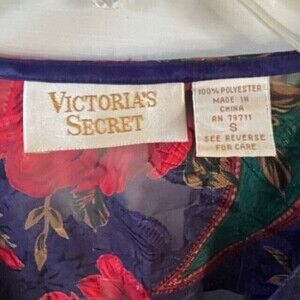 VICTORIA'S
SECRET
100% POLYESTER
MADE IN
CHINA
RN 79711
S
SEE REVERSE
FOR CARE